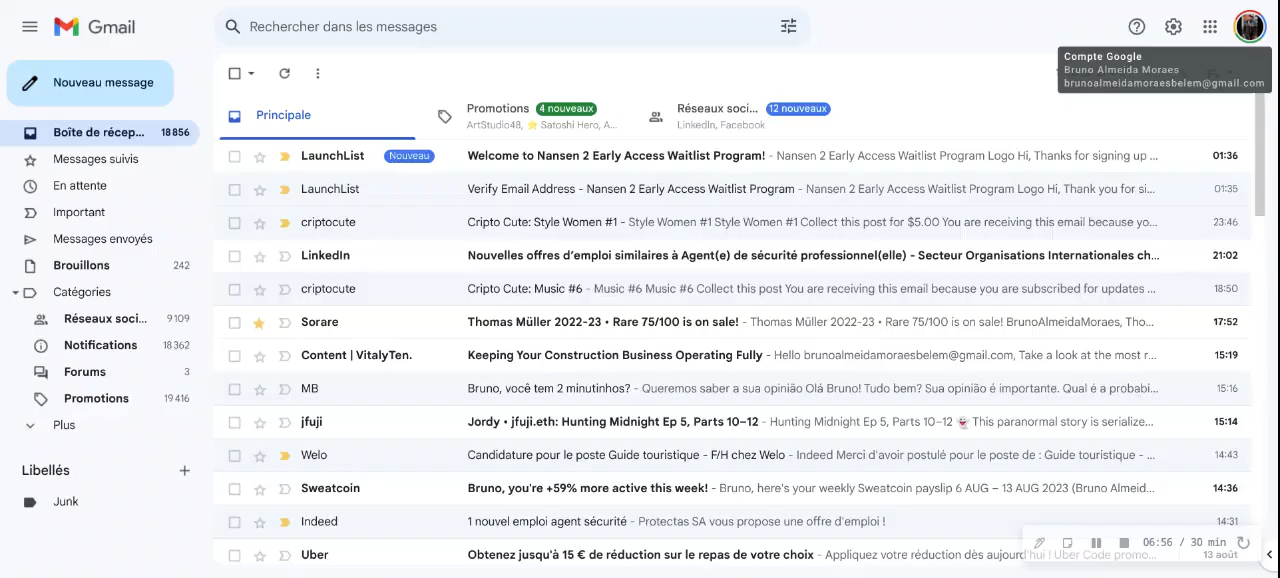 Gmail
Rechercher dans les messages
Compte Google
Bruno Almeida Moraes
brunoalmeidamoraesbelem@gmail.com
Nouveau message
Boîte de récep... 18 856
Messages suivis
En attente
Important
Messages envoyés
Brouillons 242
Catégories
Réseaux soci... 9 109
Notifications 18 362
Forums 3
Promotions 19 416
Plus
Libellés
Junk
Principale
Promotions 4 nouveaux
ArtStudio48, ⭐ Satoshi Hero, A...
Réseaux soci... 12 nouveaux
LinkedIn, Facebook
LaunchList Nouveau Welcome to Nansen 2 Early Access Waitlist Program! - Nansen 2 Early Access Waitlist Program Logo Hi, Thanks for signing up ... 01:36
LaunchList Verify Email Address - Nansen 2 Early Access Waitlist Program - Nansen 2 Early Access Waitlist Program Logo Hi, Thank you for si... 01:35
criptocute Cripto Cute: Style Women #1 - Style Women #1 Style Women #1 Collect this post for $5.00 You are receiving this email because yo... 23:46
LinkedIn Nouvelles offres d’emploi similaires à Agent(e) de sécurité professionnel(elle) - Secteur Organisations Internationales ch... 21:02
criptocute Cripto Cute: Music #6 - Music #6 Music #6 Collect this post You are receiving this email because you are subscribed for updates ... 18:50
Sorare Thomas Müller 2022-23 • Rare 75/100 is on sale! - Thomas Müller 2022-23 • Rare 75/100 is on sale! BrunoAlmeidaMoraes, Tho... 17:52
Content | VitalyTen. Keeping Your Construction Business Operating Fully - Hello brunoalmeidamoraesbelem@gmail.com, Take a look at the most r... 15:19
MB Bruno, você tem 2 minutinhos? - Queremos saber a sua opinião Olá Bruno! Tudo bem? Sua opinião é importante. Qual é a probabi... 15:16
jfuji Jordy • jfuji.eth: Hunting Midnight Ep 5, Parts 10–12 - Hunting Midnight Ep 5, Parts 10–12 👻 This paranormal story is serialize... 15:14
Welo Candidature pour le poste Guide touristique - F/H chez Welo - Indeed Merci d'avoir postulé pour le poste de : Guide touristique - ... 14:43
Sweatcoin Bruno, you're +59% more active this week! - Bruno, here's your weekly Sweatcoin payslip 6 AUG – 13 AUG 2023 (Bruno Almeid... 14:36
Indeed 1 nouvel emploi agent sécurité - Protectas SA vous propose une offre d'emploi ! 14:31
06:56 / 30 min
Uber Obtenez jusqu'à 15 € de réduction sur le repas de votre choix - Appliquez votre réduction dès aujourd'hui ! Uber Code promo... 13 août